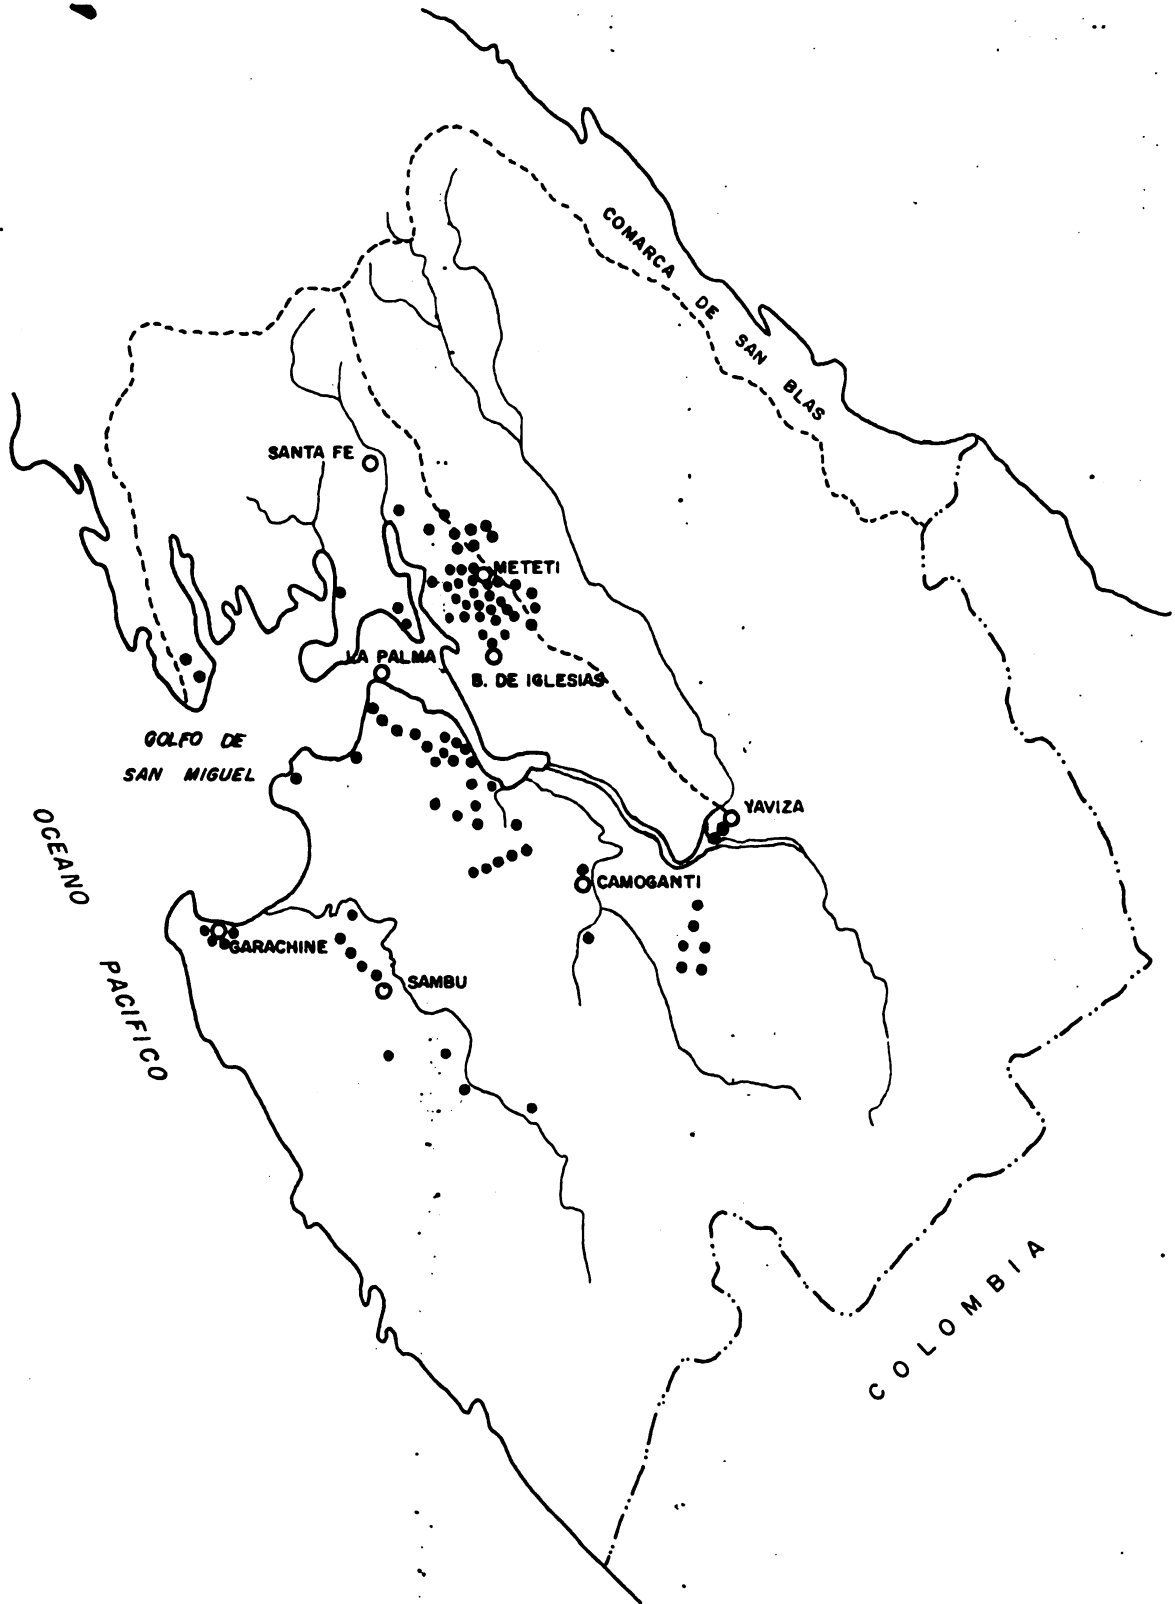 COMARCA DE SAN BLAS
SANTA FE
METETI
LA PALMA
B. DE IGLESIAS
GOLFO DE
SAN MIGUEL
YAVIZA
OCEANO
PACIFICO
CAMOGANTI
GARACHINE
SAMBU
COLOMBIA